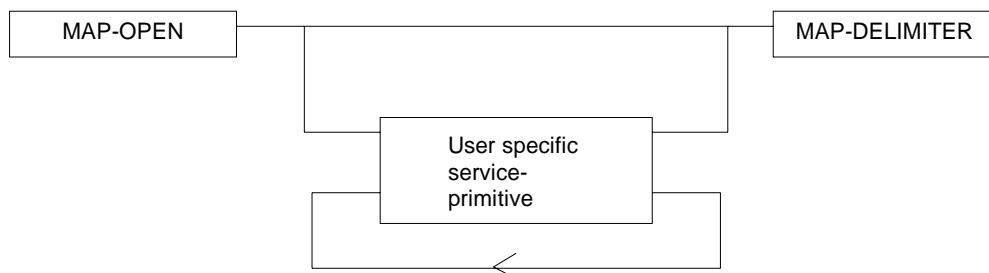 MAP-OPEN
MAP-DELIMITER
User specific
service-
primitive